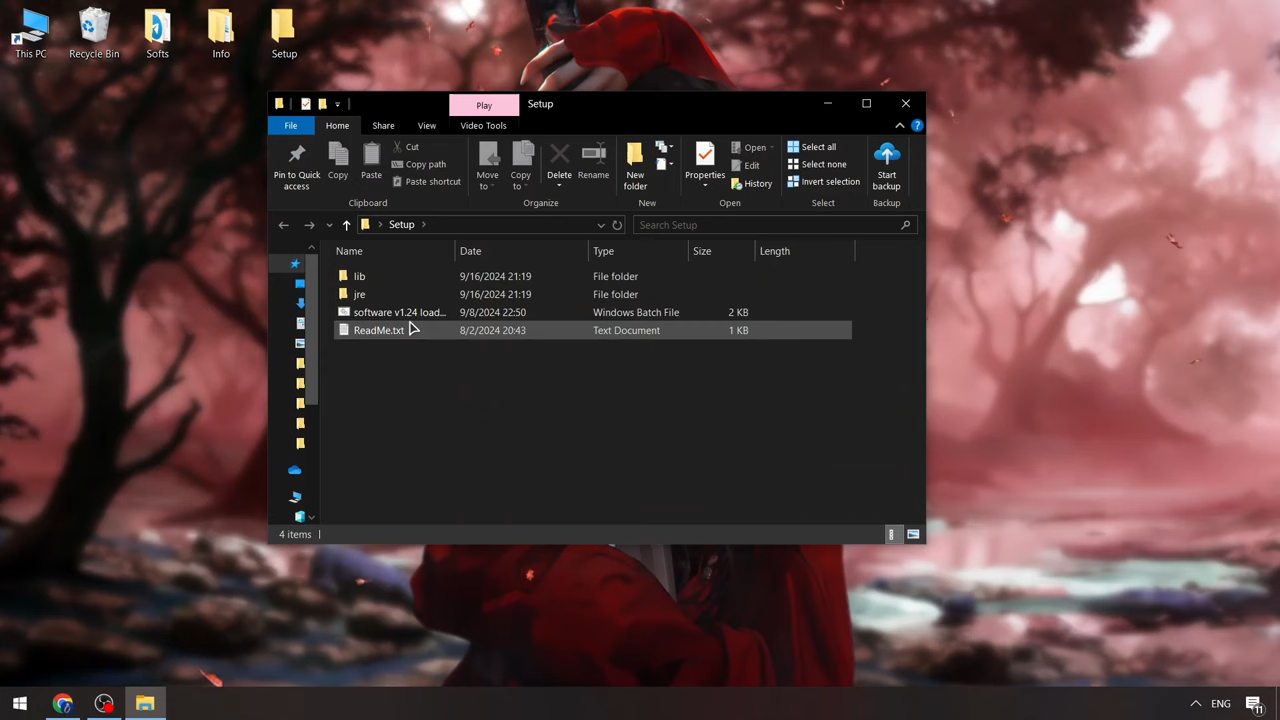 This PC
Recycle Bin
Softs
Info
Setup
Play
Setup
File
Home
Share
View
Video Tools
Pin to Quick access
Copy
Paste
Cut
Copy path
Paste shortcut
Clipboard
Move to
Copy to
Delete
Rename
Organize
New folder
New
Properties
Open
Edit
History
Open
Select all
Select none
Invert selection
Select
Start backup
Backup
Setup
Search Setup
Name Date Type Size Length
lib 9/16/2024 21:19 File folder
jre 9/16/2024 21:19 File folder
software v1.24 load... 9/8/2024 22:50 Windows Batch File 2 KB
ReadMe.txt 8/2/2024 20:43 Text Document 1 KB
4 items
ENG
11